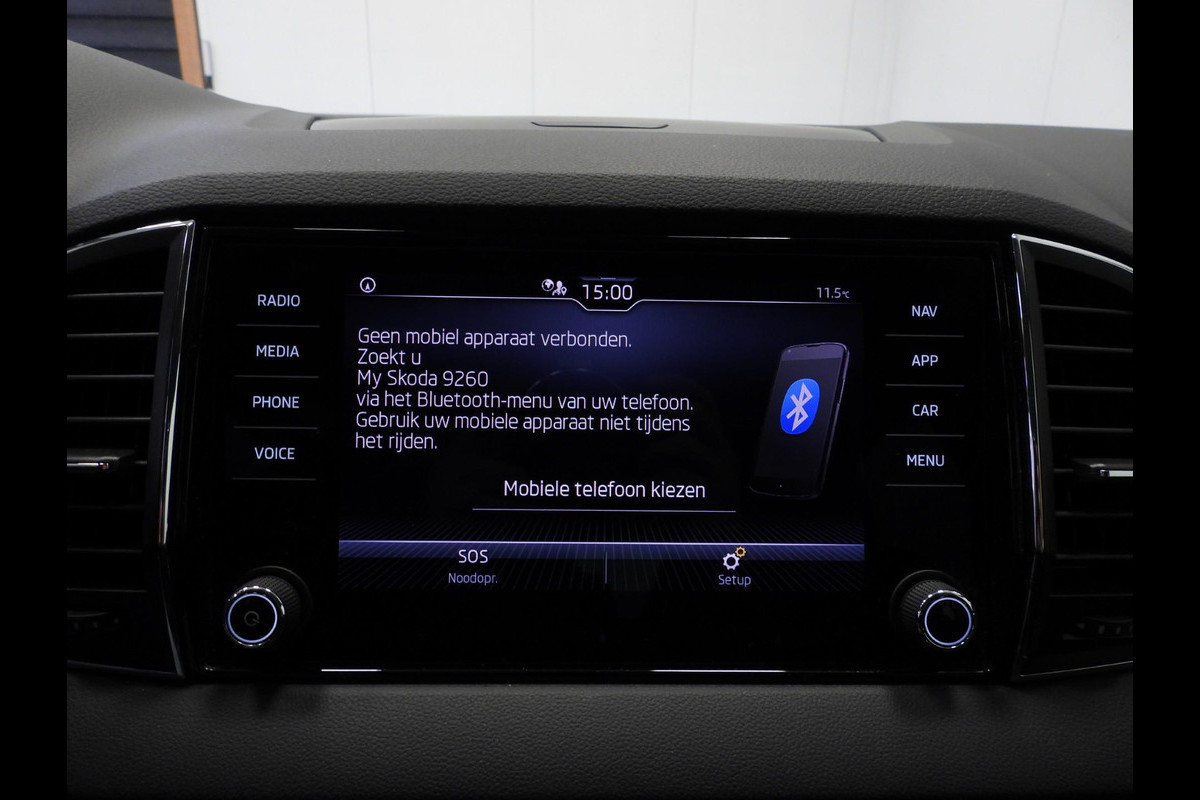 15:00
11.5°C
RADIO
MEDIA
PHONE
VOICE
Geen mobiel apparaat verbonden.
Zoekt u
My Skoda 9260
via het Bluetooth-menu van uw telefoon.
Gebruik uw mobiele apparaat niet tijdens
het rijden.
Mobiele telefoon kiezen
SOS
Noodopr.
Setup
NAV
APP
CAR
MENU